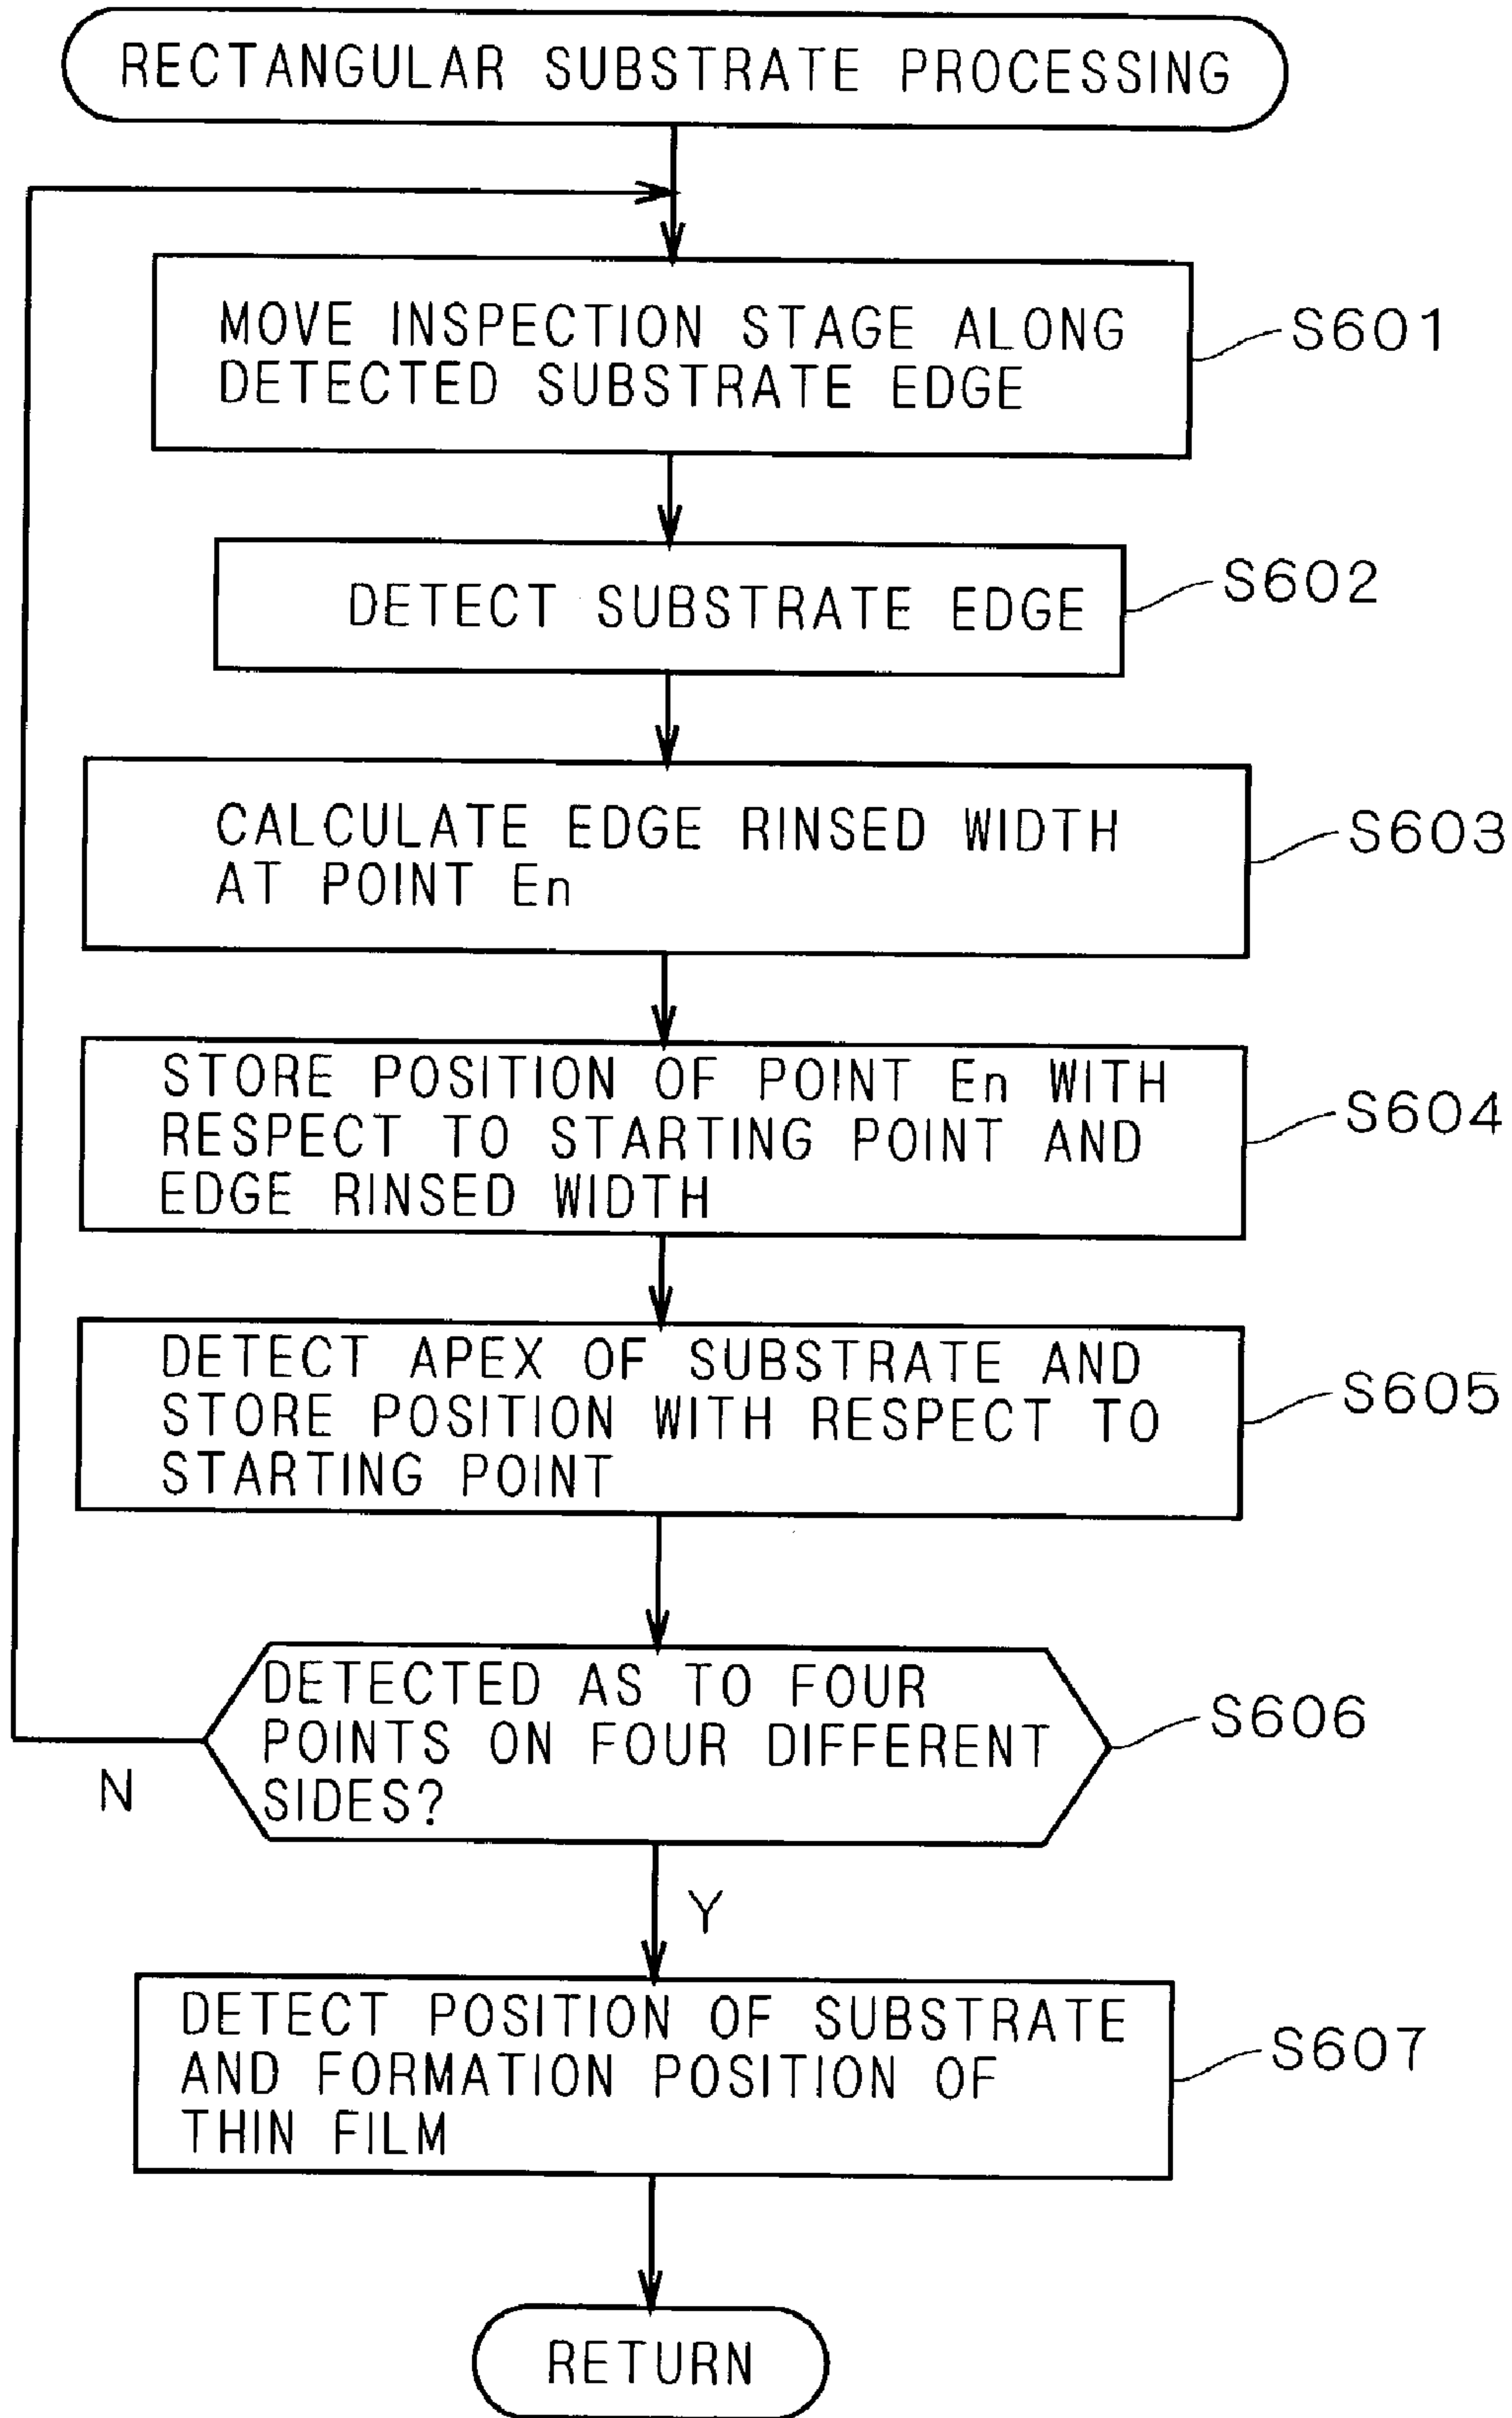 RECTANGULAR SUBSTRATE PROCESSING
MOVE INSPECTION STAGE ALONG
DETECTED SUBSTRATE EDGE
S601
DETECT SUBSTRATE EDGE
S602
CALCULATE EDGE RINSED WIDTH
AT POINT En
S603
STORE POSITION OF POINT En WITH
RESPECT TO STARTING POINT AND
EDGE RINSED WIDTH
S604
DETECT APEX OF SUBSTRATE AND
STORE POSITION WITH RESPECT TO
STARTING POINT
S605
DETECTED AS TO FOUR
POINTS ON FOUR DIFFERENT
SIDES?
S606
N
Y
DETECT POSITION OF SUBSTRATE
AND FORMATION POSITION OF
THIN FILM
S607
RETURN